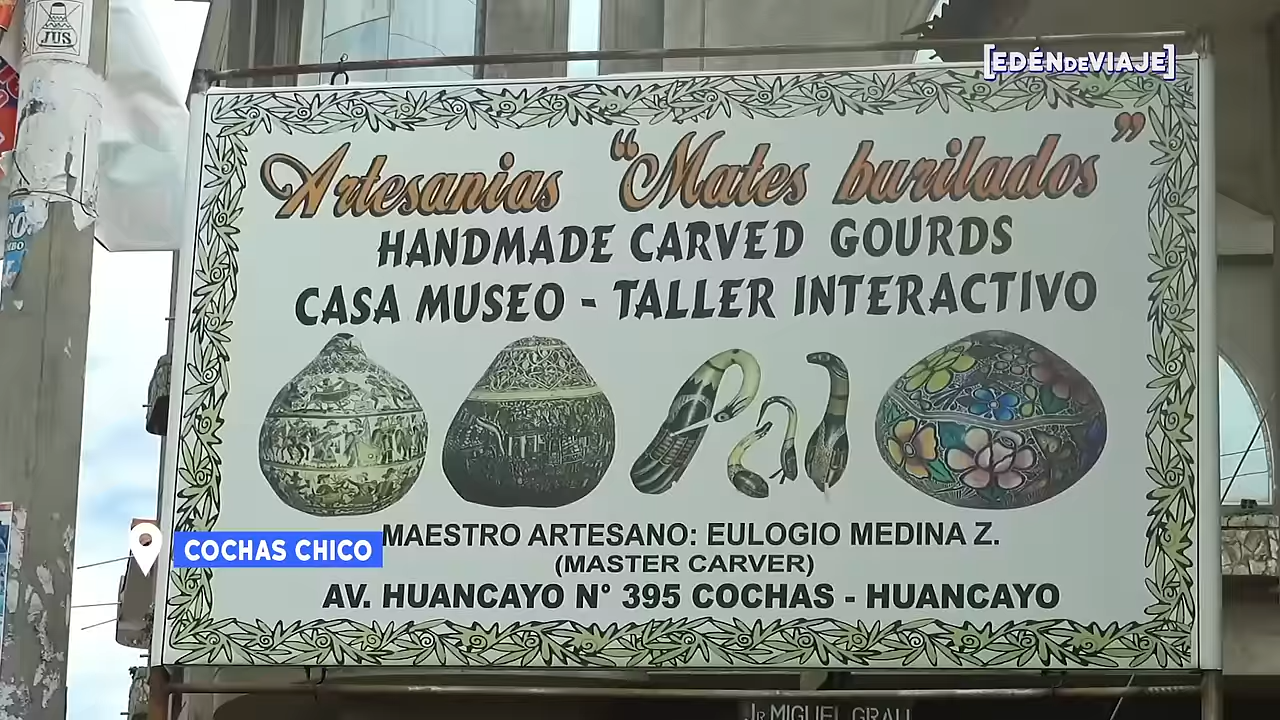 JUS
[EDÉNDEVIAJE]
Artesanias "Mates burilados"
HANDMADE CARVED GOURDS
CASA MUSEO - TALLER INTERACTIVO
COCHAS CHICO
MAESTRO ARTESANO: EULOGIO MEDINA Z.
(MASTER CARVER)
AV. HUANCAYO N° 395 COCHAS - HUANCAYO
JR MIGUEL GRAU